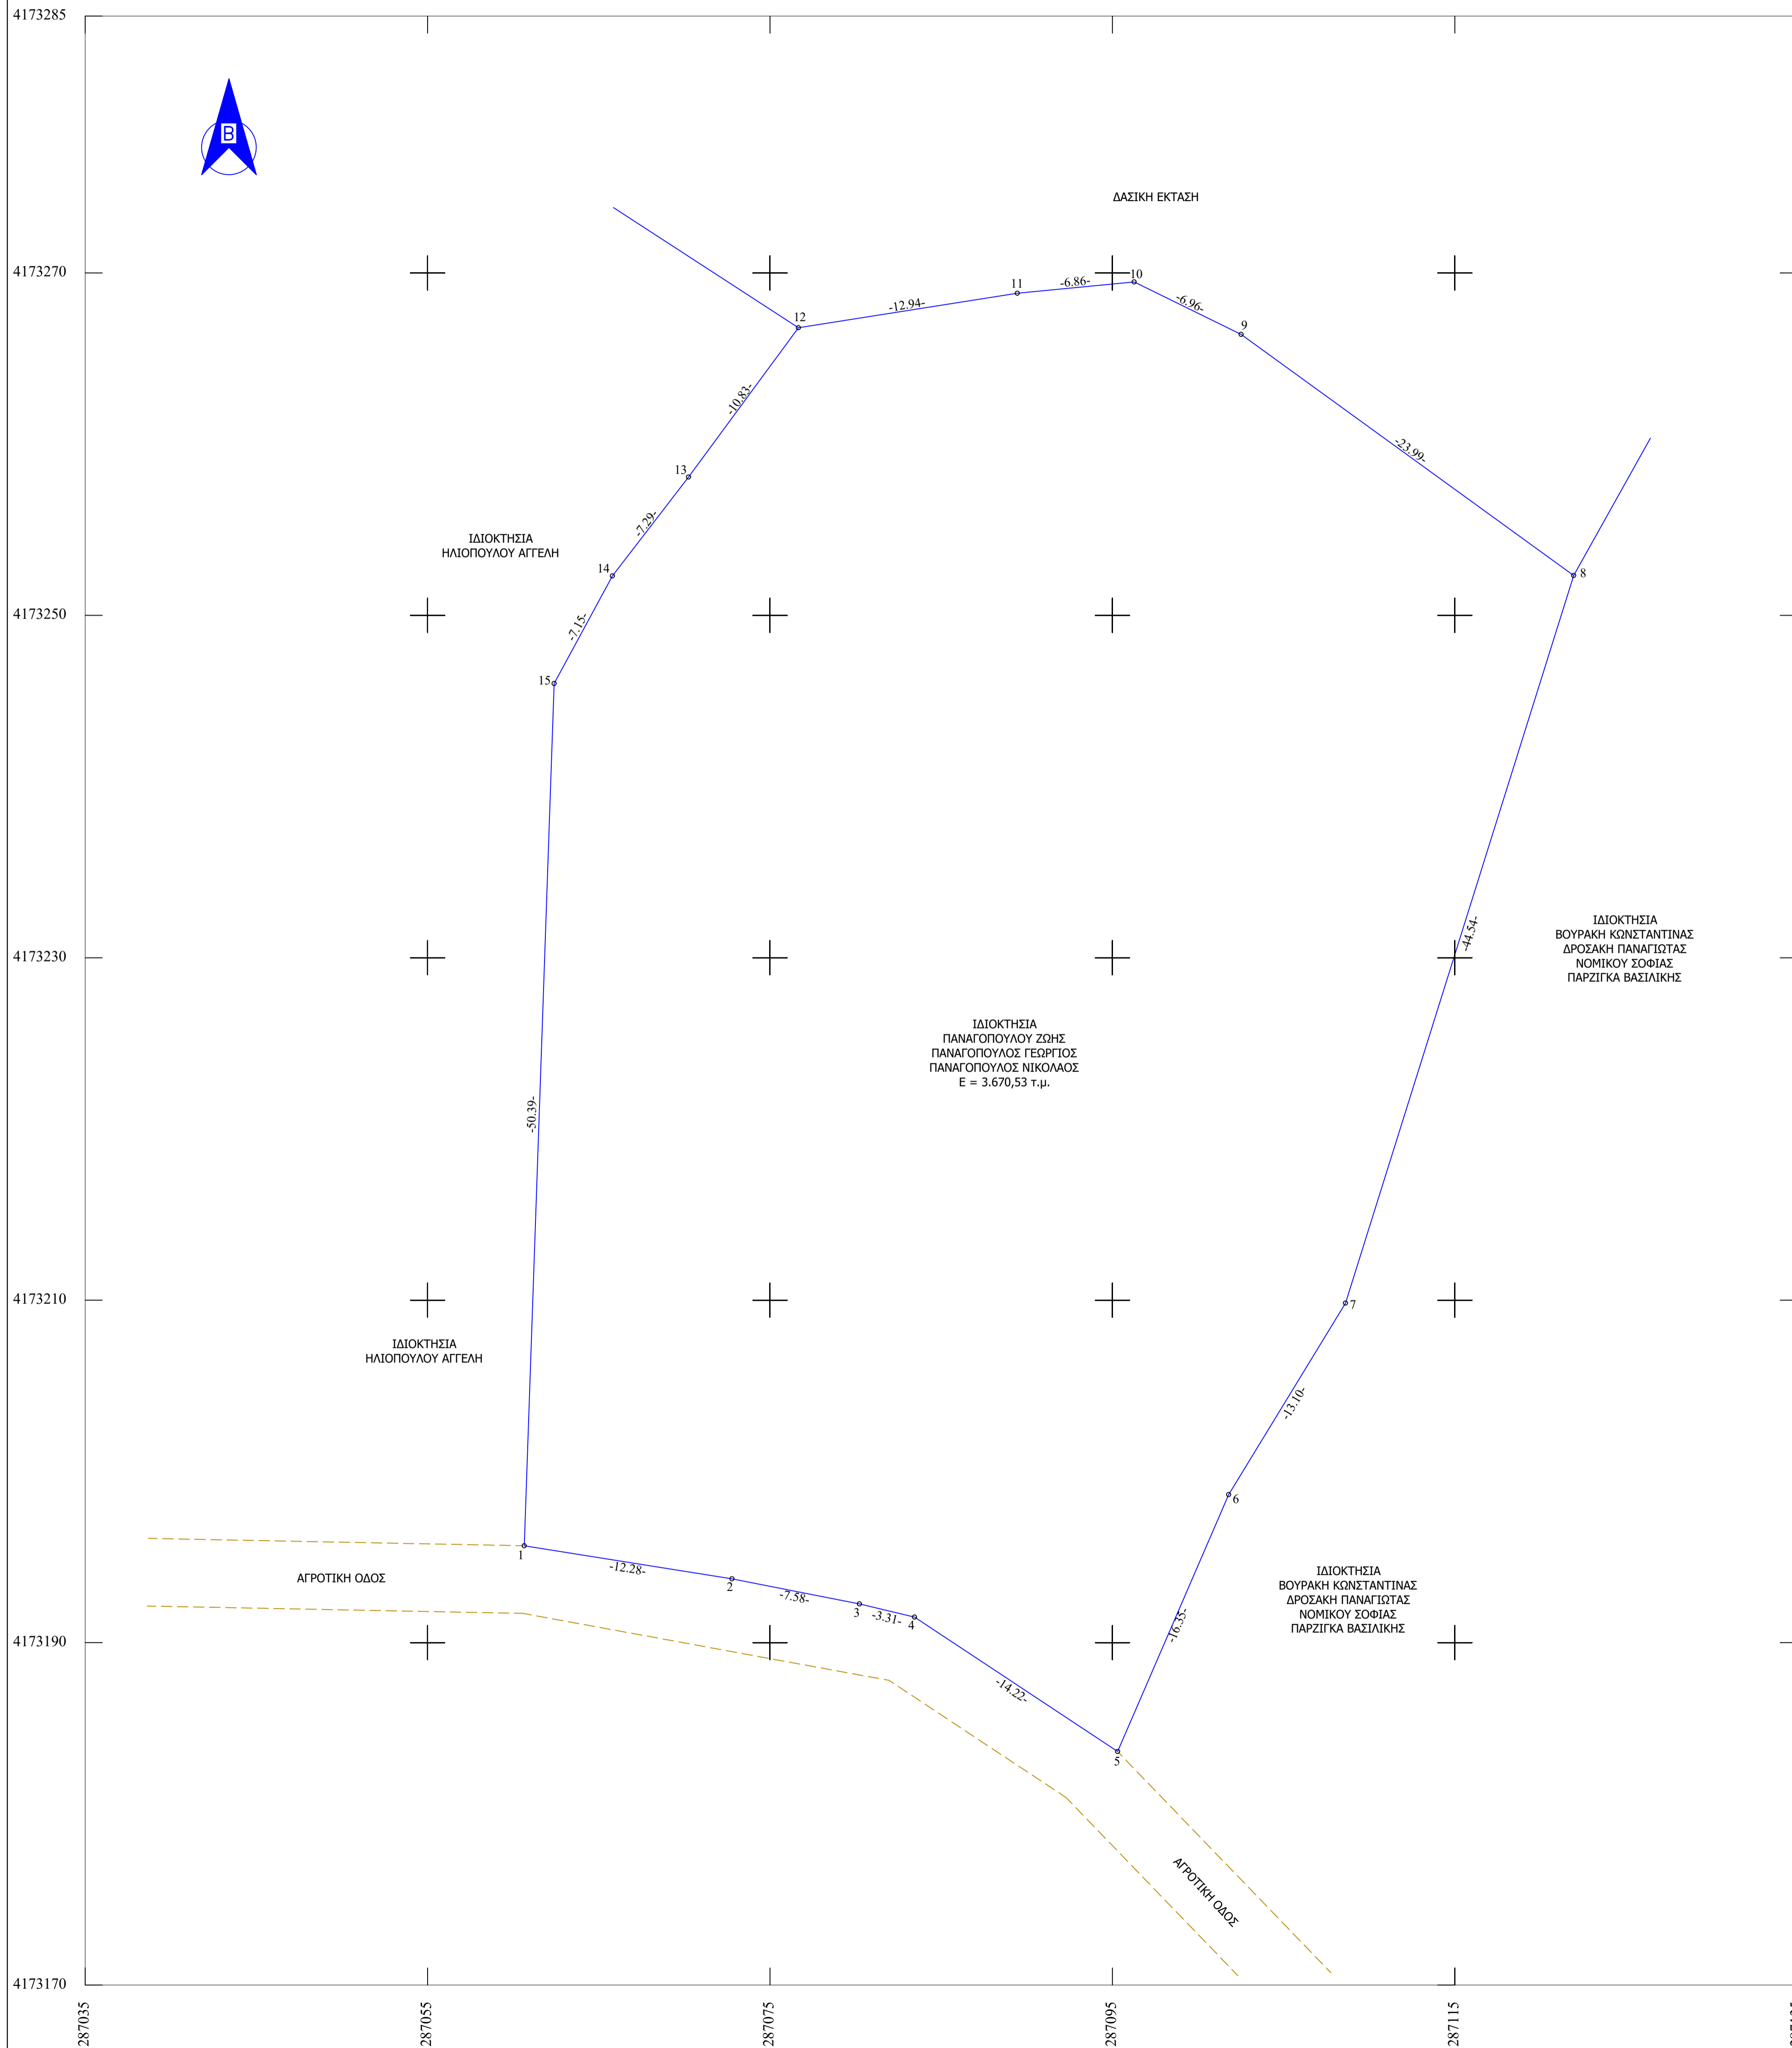 4173285
B
ΔΑΣΙΚΗ ΕΚΤΑΣΗ
4173270
10
11
-6.86-
-6.96-
-12.94-
12
9
-10.83-
-23.99-
13
-7.29-
ΙΔΙΟΚΤΗΣΙΑ
ΗΛΙΟΠΟΥΛΟΥ ΑΓΓΕΛΗ
14
8
4173250
-7.15-
15
ΙΔΙΟΚΤΗΣΙΑ
ΒΟΥΡΑΚΗ ΚΩΝΣΤΑΝΤΙΝΑΣ
ΔΡΟΣΑΚΗ ΠΑΝΑΓΙΩΤΑΣ
ΝΟΜΙΚΟΥ ΣΟΦΙΑΣ
ΠΑΡΖΙΓΚΑ ΒΑΣΙΛΙΚΗΣ
-44.54-
4173230
ΙΔΙΟΚΤΗΣΙΑ
ΠΑΝΑΓΟΠΟΥΛΟΥ ΖΩΗΣ
ΠΑΝΑΓΟΠΟΥΛΟΣ ΓΕΩΡΓΙΟΣ
ΠΑΝΑΓΟΠΟΥΛΟΣ ΝΙΚΟΛΑΟΣ
Ε = 3.670,53 τ.μ.
-50.39-
4173210
7
ΙΔΙΟΚΤΗΣΙΑ
ΗΛΙΟΠΟΥΛΟΥ ΑΓΓΕΛΗ
-13.10-
6
1
-12.28-
ΑΓΡΟΤΙΚΗ ΟΔΟΣ
2
-7.58-
3
-3.31-
4
ΙΔΙΟΚΤΗΣΙΑ
ΒΟΥΡΑΚΗ ΚΩΝΣΤΑΝΤΙΝΑΣ
ΔΡΟΣΑΚΗ ΠΑΝΑΓΙΩΤΑΣ
ΝΟΜΙΚΟΥ ΣΟΦΙΑΣ
ΠΑΡΖΙΓΚΑ ΒΑΣΙΛΙΚΗΣ
-16.35-
4173190
-14.22-
5
ΑΓΡΟΤΙΚΗ ΟΔΟΣ
4173170
287035
287055
287075
287095
287115